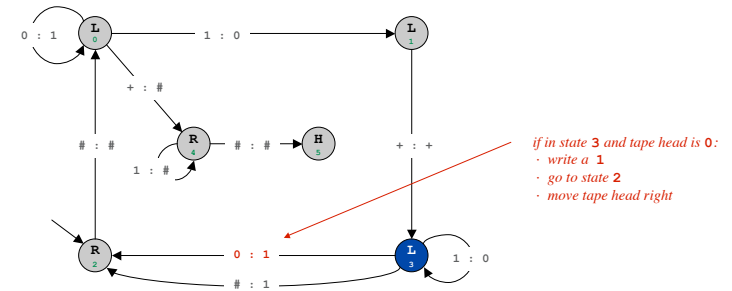 L
0
0 : 1
1 : 0
L
1
+ : #
R
4
# : #
H
5
1 : #
# : #
+ : +
if in state 3 and tape head is 0:
· write a 1
· go to state 2
· move tape head right
R
2
0 : 1
L
3
1 : 0
# : 1